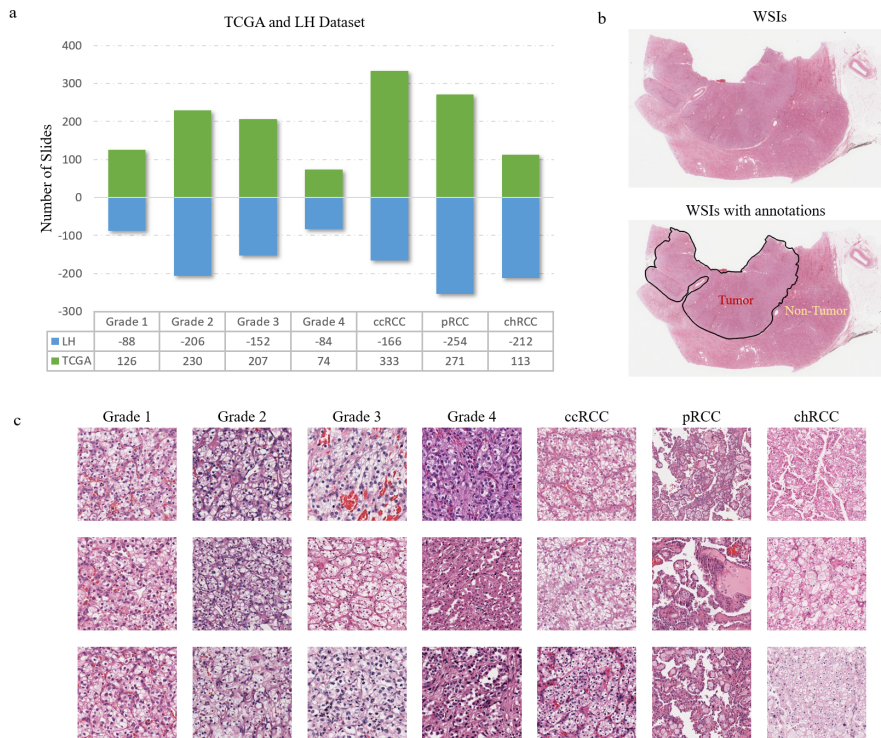 a
TCGA and LH Dataset
Number of Slides
400
300
200
100
0
-100
-200
-300
Grade 1 Grade 2 Grade 3 Grade 4 ccRCC pRCC chRCC
LH -88 -206 -152 -84 -166 -254 -212
TCGA 126 230 207 74 333 271 113
b
WSIs
WSIs with annotations
Tumor
Non-Tumor
c
Grade 1 Grade 2 Grade 3 Grade 4 ccRCC pRCC chRCC